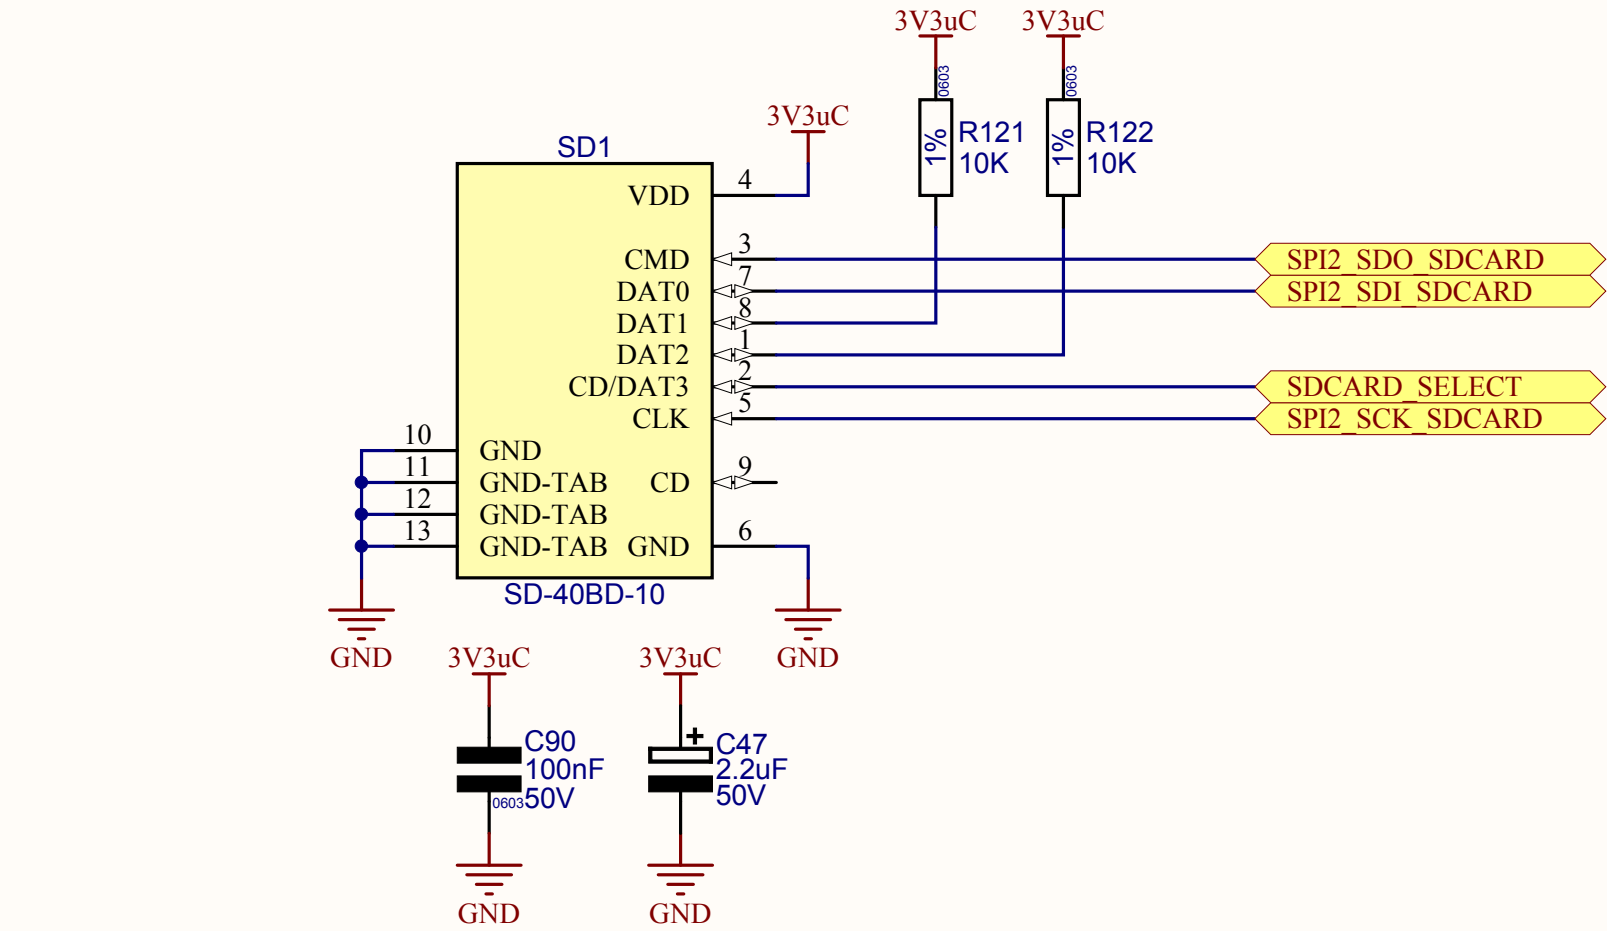 3V3uC
3V3uC
0603
0603
3V3uC
1%
R121
10K
1%
R122
10K
SD1
VDD
4
CMD
3
SPI2_SDO_SDCARD
DAT0
7
SPI2_SDI_SDCARD
DAT1
8
DAT2
1
CD/DAT3
2
SDCARD_SELECT
CLK
5
SPI2_SCK_SDCARD
10
GND
11
GND-TAB
CD
9
12
GND-TAB
13
GND-TAB
GND
6
SD-40BD-10
GND
GND
3V3uC
3V3uC
C90
100nF
50V
0603
C47
2.2uF
50V
GND
GND